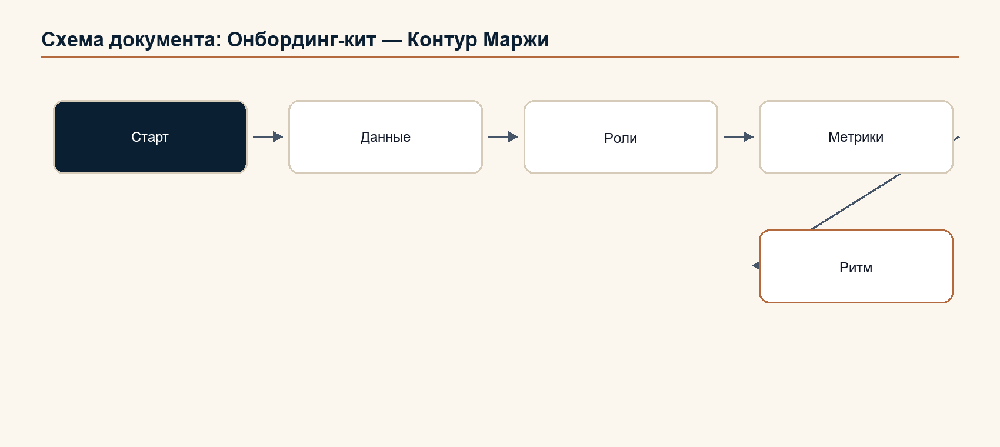 Схема документа: Онбординг-кит — Контур Маржи
Старт
Данные
Роли
Метрики
Ритм